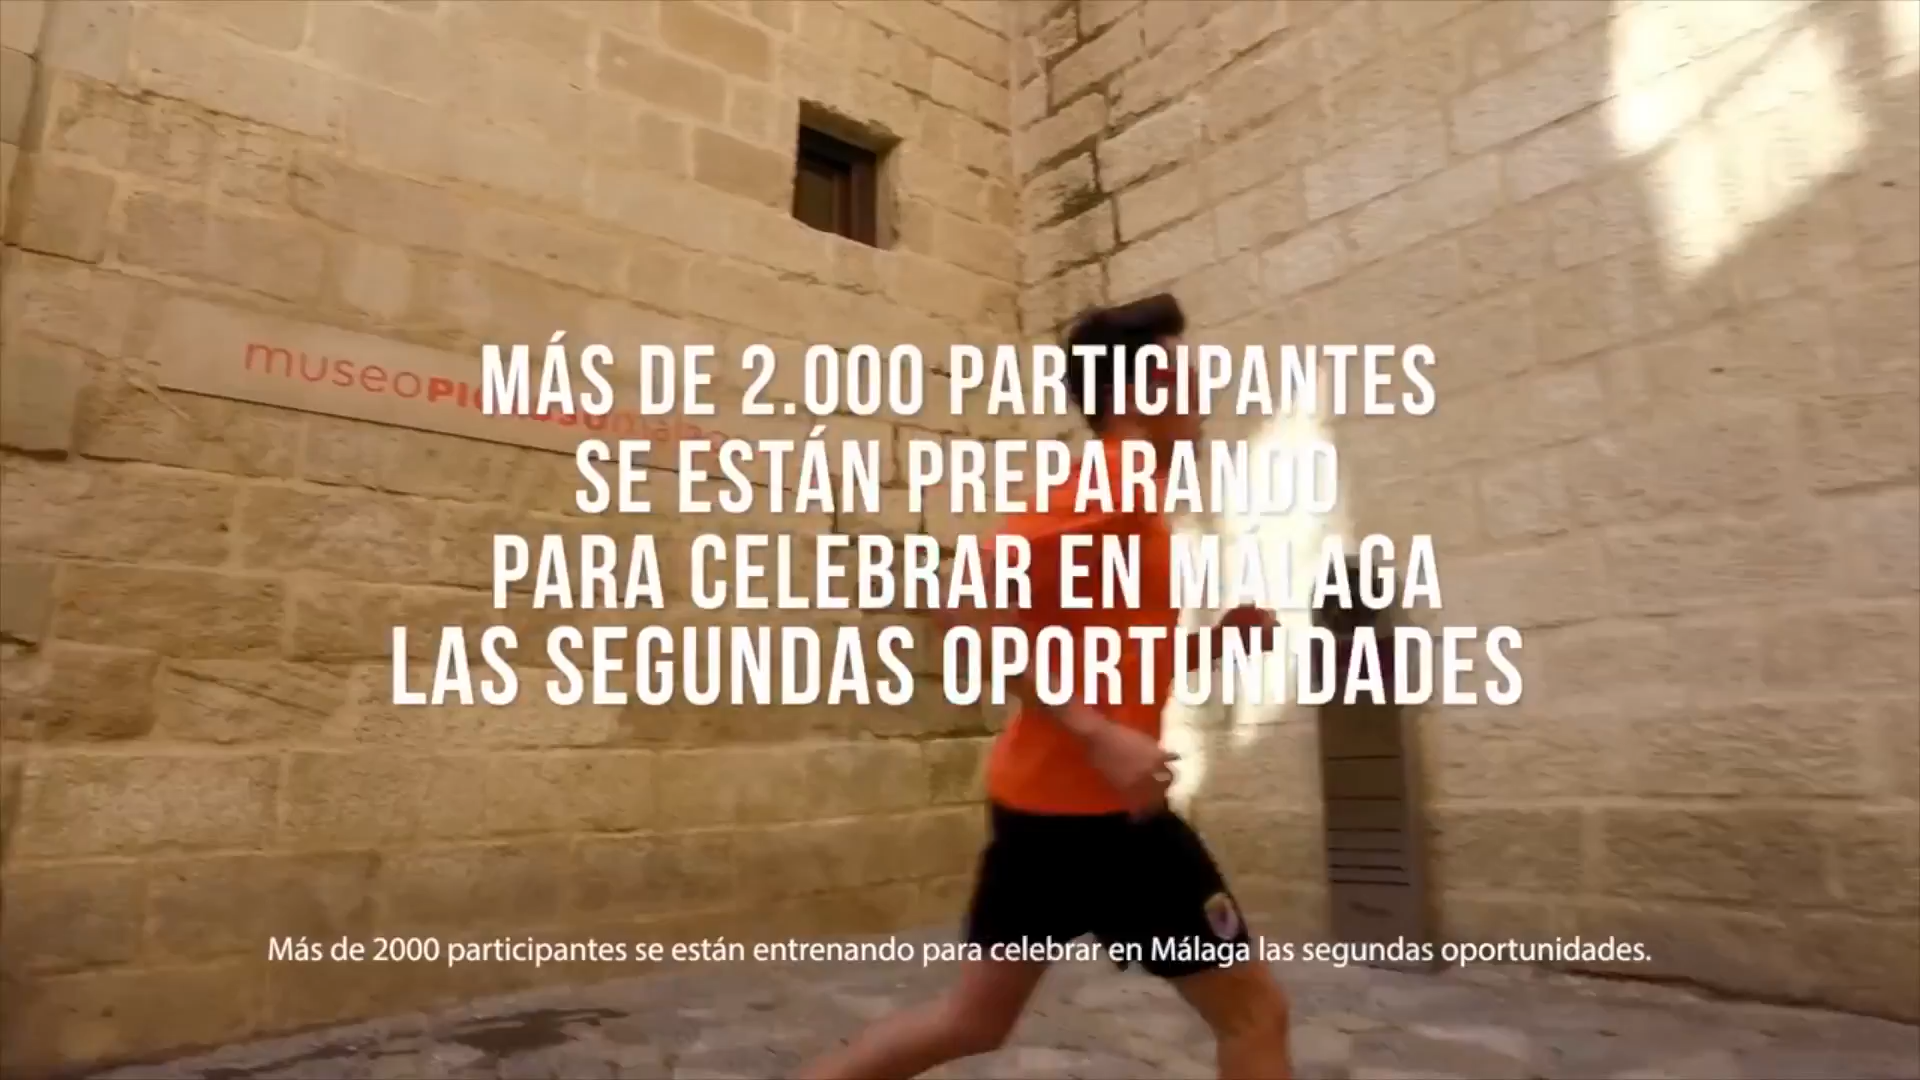 museo
MÁS DE 2.000 PARTICIPANTES
SE ESTÁN PREPARANDO
PARA CELEBRAR EN MÁLAGA
LAS SEGUNDAS OPORTUNIDADES
Más de 2000 participantes se están entrenando para celebrar en Málaga las segundas oportunidades.